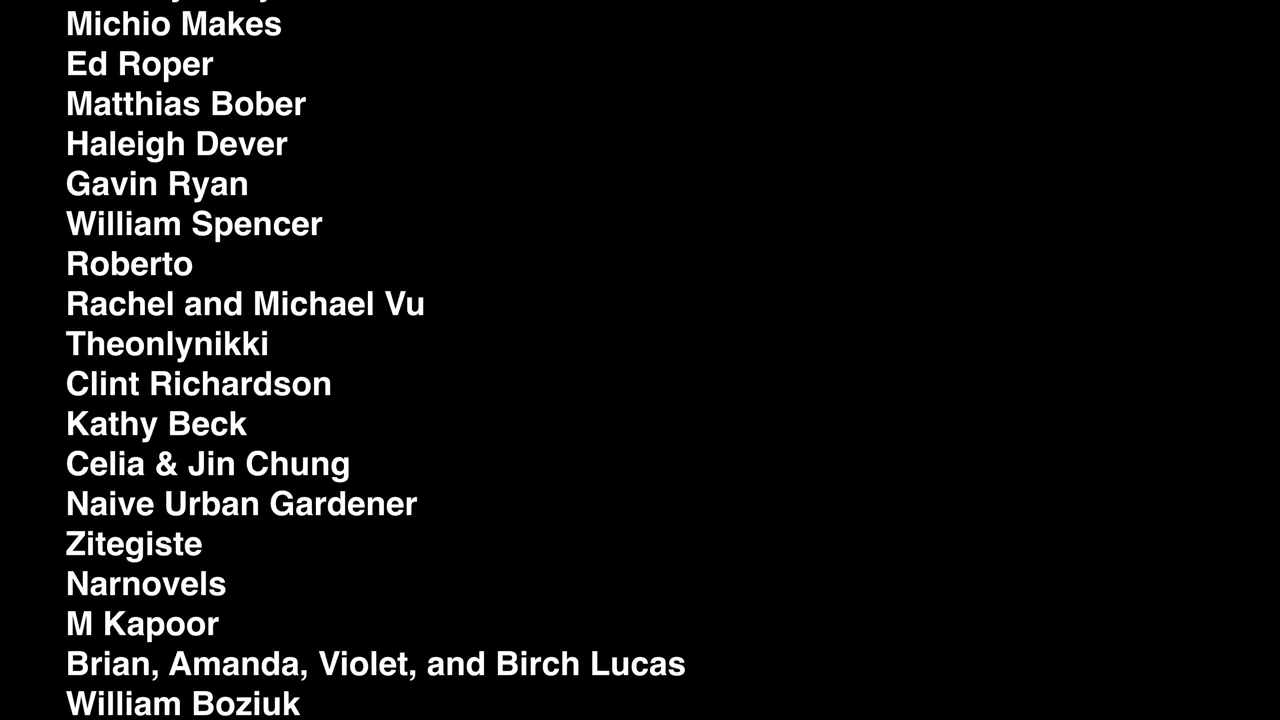 Michio Makes
Ed Roper
Matthias Bober
Haleigh Dever
Gavin Ryan
William Spencer
Roberto
Rachel and Michael Vu
Theonlynikki
Clint Richardson
Kathy Beck
Celia & Jin Chung
Naive Urban Gardener
Zitegiste
Narnovels
M Kapoor
Brian, Amanda, Violet, and Birch Lucas
William Boziuk